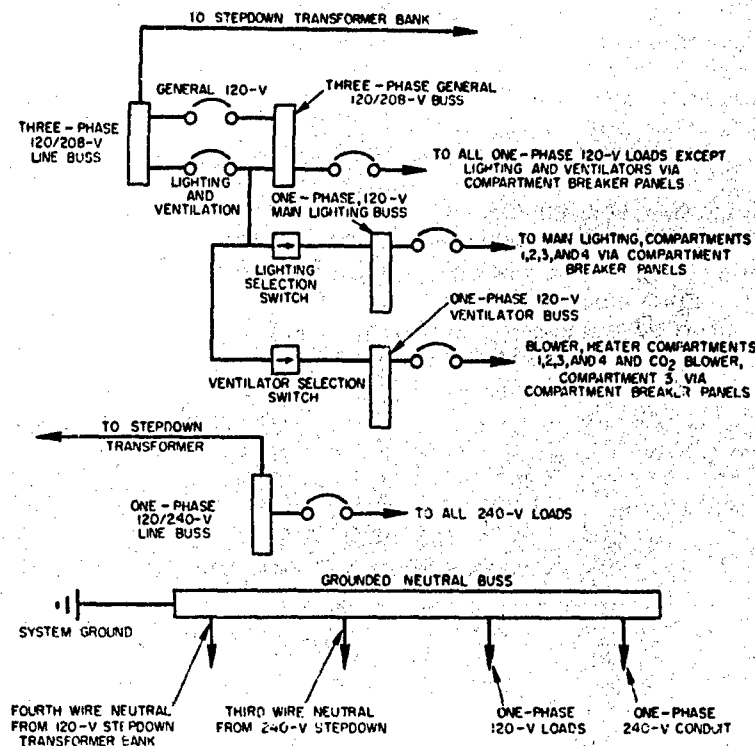 TO STEPDOWN TRANSFORMER BANK
GENERAL 120-V
THREE-PHASE GENERAL
120/208-V BUSS
THREE-PHASE
120/208-V
LINE BUSS
LIGHTING
AND
VENTILATION
TO ALL ONE-PHASE 120-V LOADS EXCEPT
LIGHTING AND VENTILATORS VIA
COMPARTMENT BREAKER PANELS
ONE-PHASE, 120-V
MAIN LIGHTING BUSS
LIGHTING
SELECTION
SWITCH
TO MAIN LIGHTING, COMPARTMENTS
1,2,3,AND 4 VIA COMPARTMENT
BREAKER PANELS
ONE-PHASE 120-V
VENTILATOR BUSS
VENTILATOR SELECTION
SWITCH
BLOWER, HEATER COMPARTMENTS
1,2,3,AND 4 AND CO2 BLOWER,
COMPARTMENT 3, VIA
COMPARTMENT BREAKER PANELS
TO STEPDOWN
TRANSFORMER
ONE-PHASE
120/240-V
LINE BUSS
TO ALL 240-V LOADS
GROUNDED NEUTRAL BUSS
SYSTEM GROUND
FOURTH WIRE NEUTRAL
FROM 120-V STEPDOWN
TRANSFORMER BANK
THIRD WIRE NEUTRAL
FROM 240-V STEPDOWN
ONE-PHASE
120-V LOADS
ONE-PHASE
240-V CONDUIT